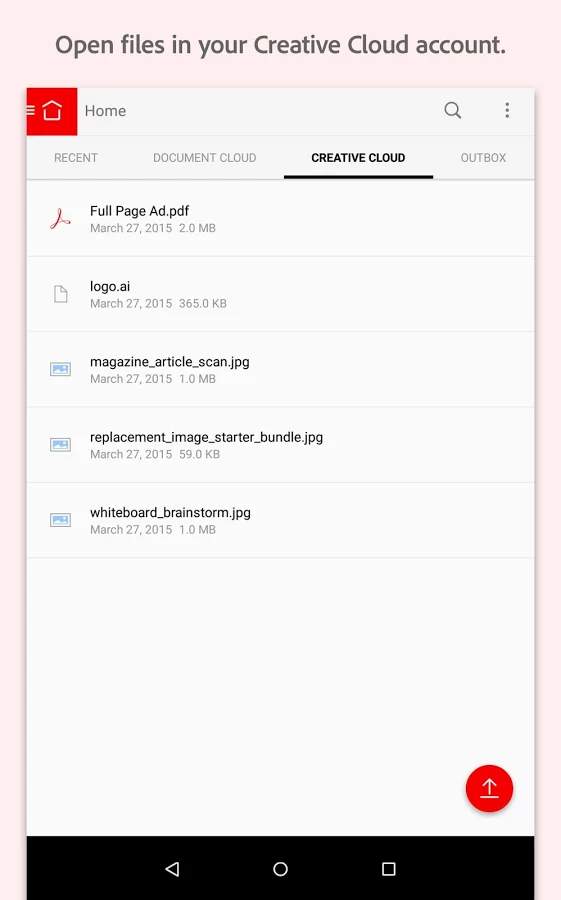 Open files in your Creative Cloud account.
Home
RECENT DOCUMENT CLOUD CREATIVE CLOUD OUTBOX
Full Page Ad.pdf
March 27, 2015 2.0 MB
logo.ai
March 27, 2015 365.0 KB
magazine_article_scan.jpg
March 27, 2015 1.0 MB
replacement_image_starter_bundle.jpg
March 27, 2015 59.0 KB
whiteboard_brainstorm.jpg
March 27, 2015 1.0 MB